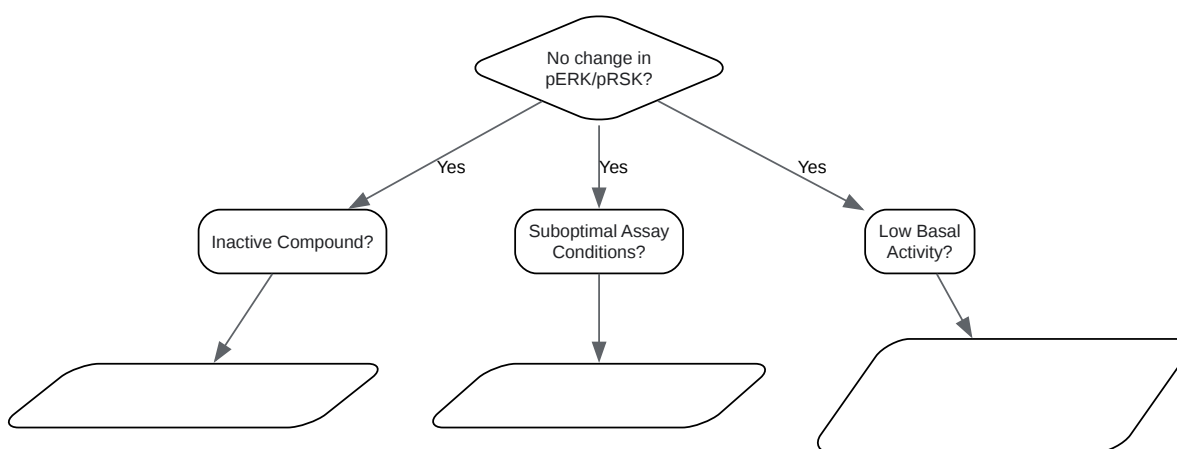 No change in
pERK/pRSK?
Yes
Yes
Yes
Inactive Compound?
Suboptimal Assay
Conditions?
Low Basal
Activity?